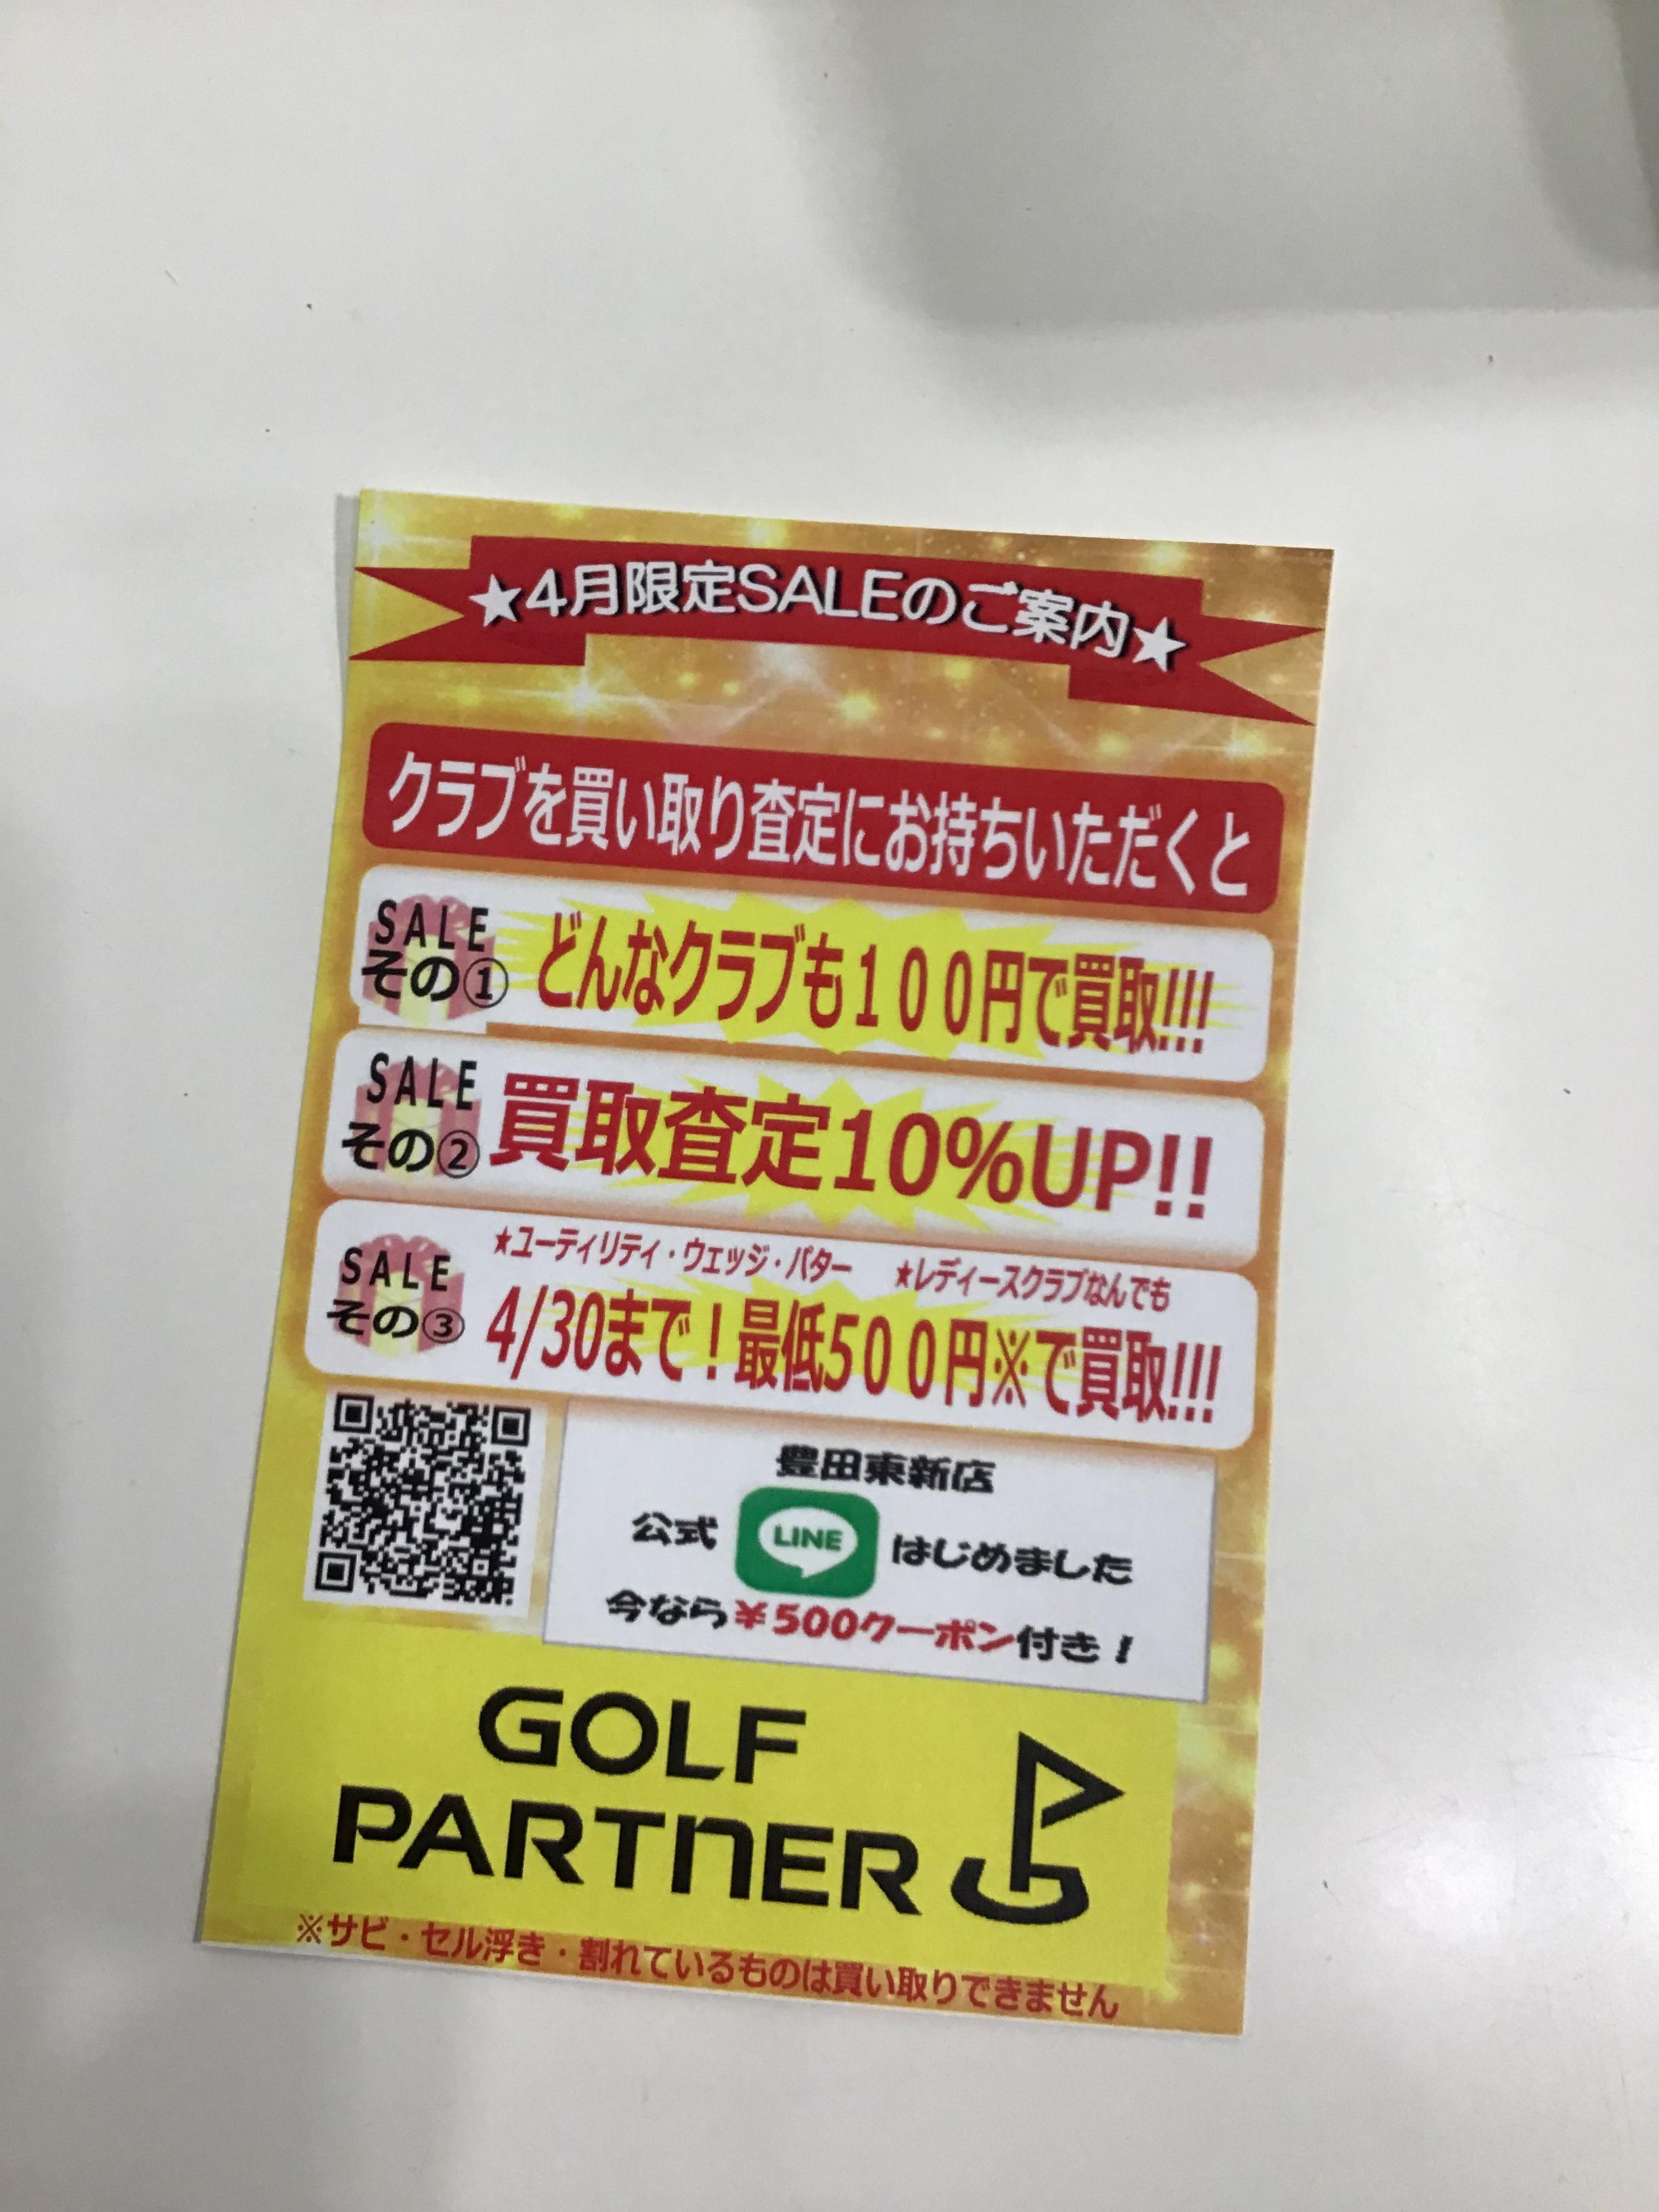 ★4月限定SALEのご案内★
クラブを買い取り査定にお持ちいただくと
SALE
その①
どんなクラブも100円で買取!!!
SALE
その②
買取査定10%UP!!
SALE
その③
★ユーティリティ・ウェッジ・パター ★レディースクラブなんでも
4/30まで！最低500円※で買取!!!
豊田東新店
公式 LINE はじめました
今なら￥500クーポン付き！
GOLF
PARTNER
※サビ・セル浮き・割れているものは買い取りできません